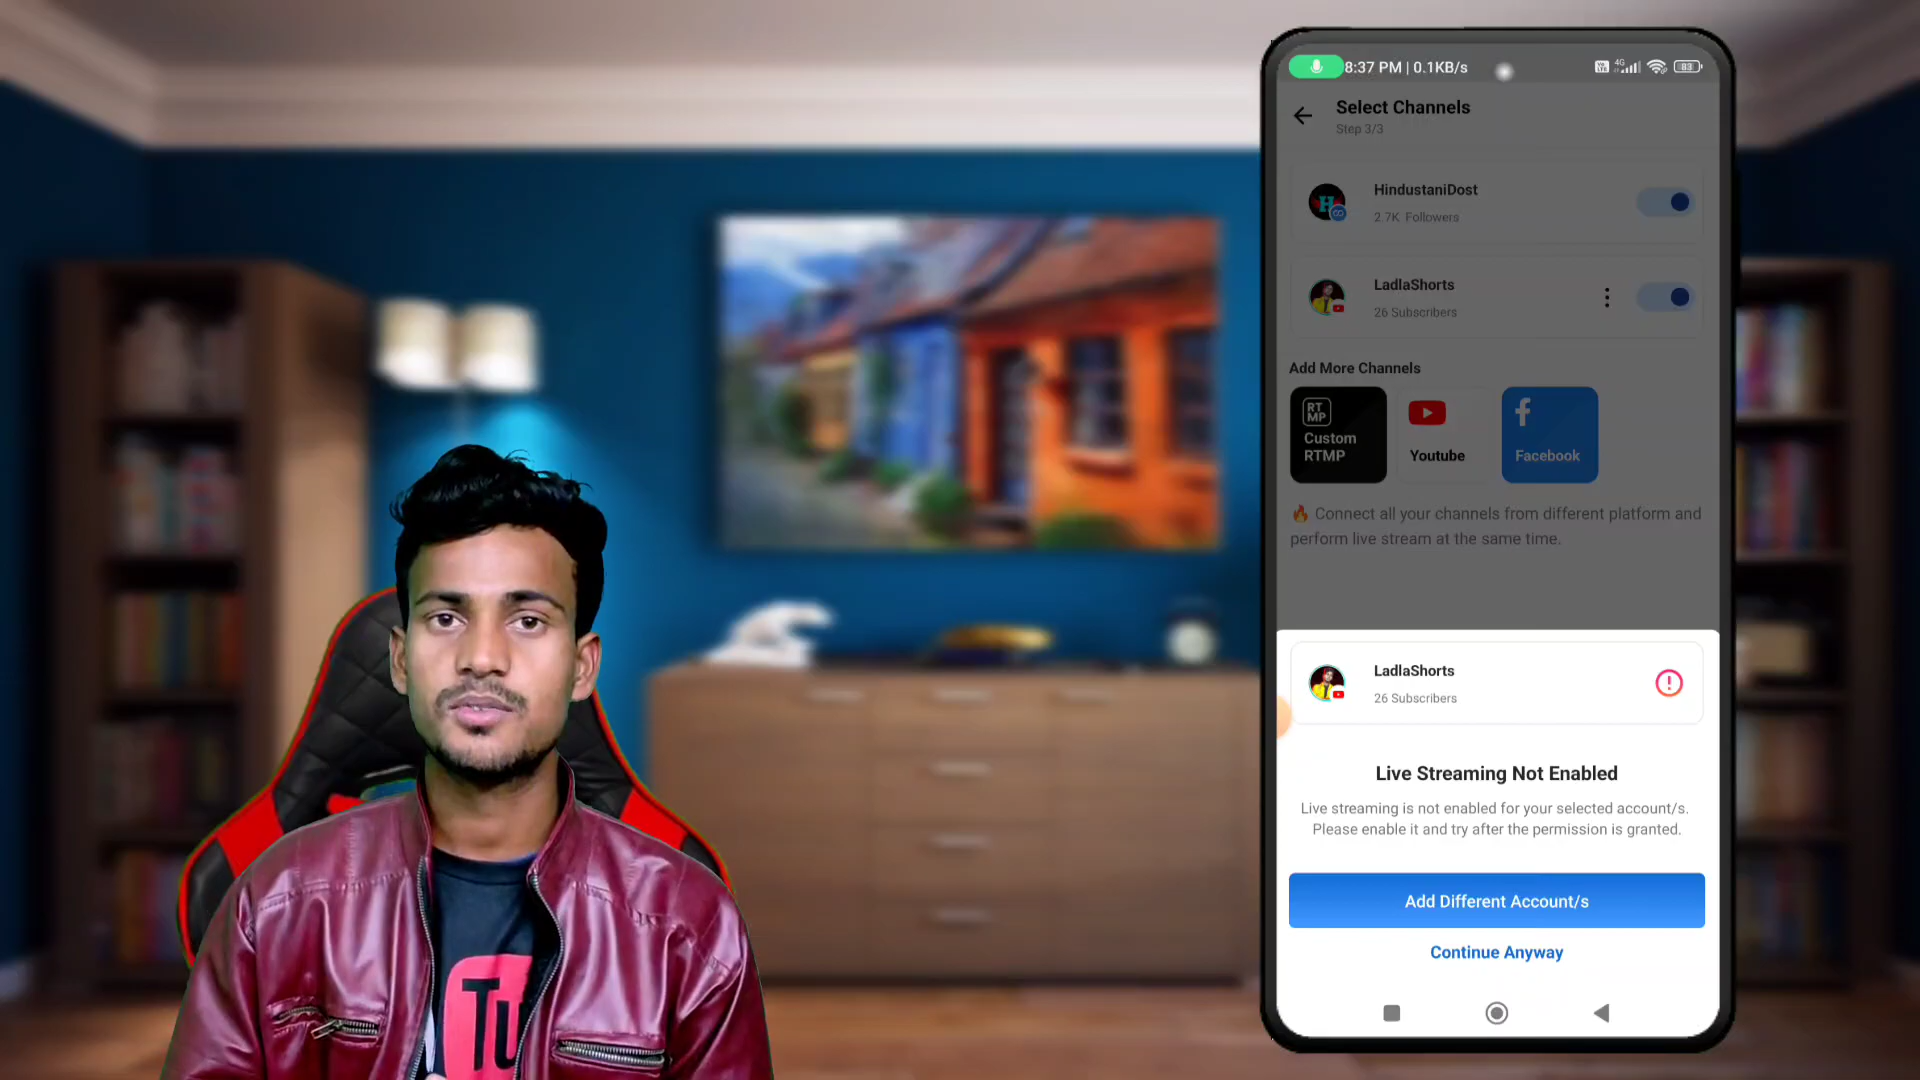 8:37 PM | 0.1KB/s
4G
83
Select Channels
Step 3/3
H
HindustaniDost
2.7K Followers
LadlaShorts
26 Subscribers
Add More Channels
RT
MP
Custom
RTMP
Youtube
Facebook
🔥 Connect all your channels from different platform and
perform live stream at the same time.
LadlaShorts
26 Subscribers
Live Streaming Not Enabled
Live streaming is not enabled for your selected account/s.
Please enable it and try after the permission is granted.
Add Different Account/s
Continue Anyway
Tu